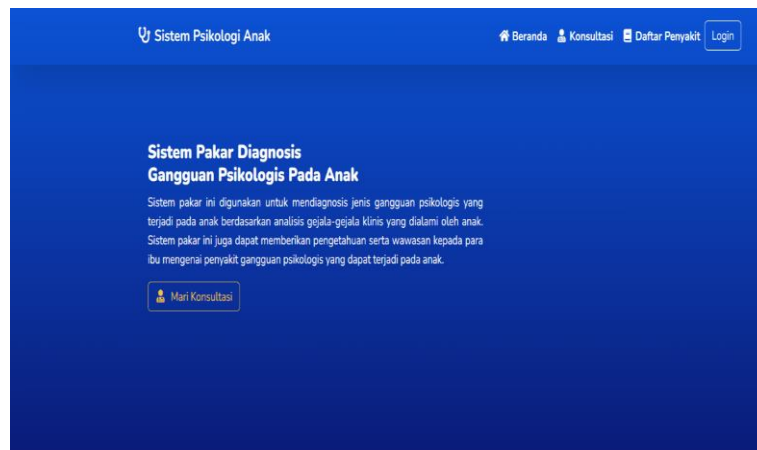 Sistem Psikologi Anak
Beranda Konsultasi Daftar Penyakit Login
Sistem Pakar Diagnosis
Gangguan Psikologis Pada Anak
Sistem pakar ini digunakan untuk mendiagnosis jenis gangguan psikologis yang
terjadi pada anak berdasarkan analisis gejala-gejala klinis yang dialami oleh anak.
Sistem pakar ini juga dapat memberikan pengetahuan serta wawasan kepada para
ibu mengenai penyakit gangguan psikologis yang dapat terjadi pada anak.
Mari Konsultasi